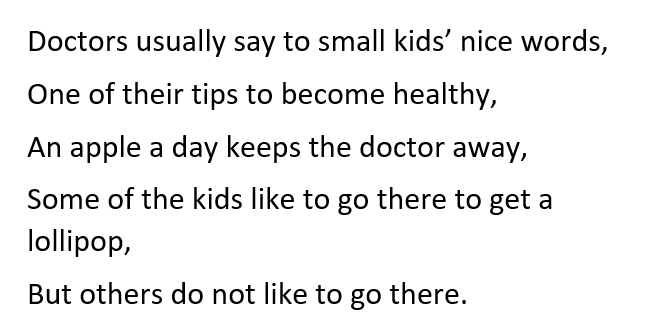 Doctors usually say to small kids’ nice words,
One of their tips to become healthy,
An apple a day keeps the doctor away,
Some of the kids like to go there to get a
lollipop,
But others do not like to go there.